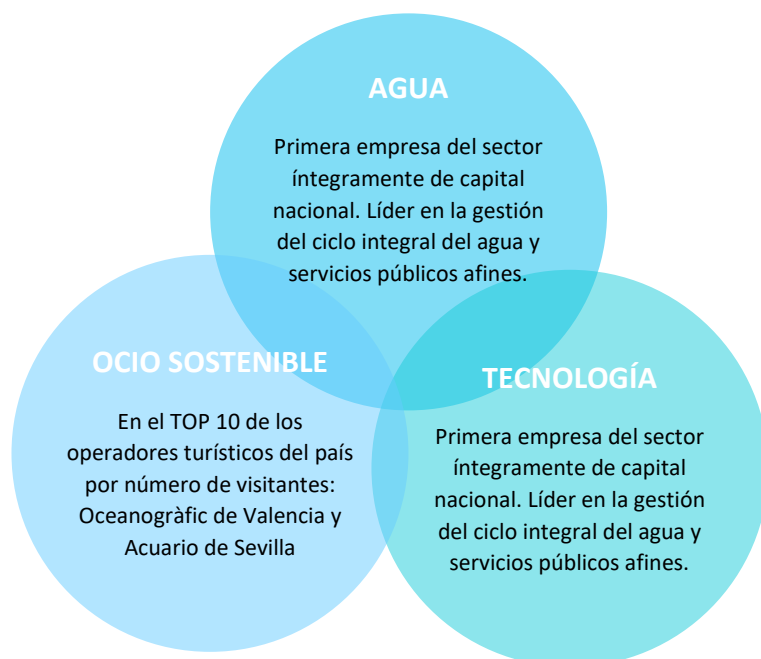 AGUA
Primera empresa del sector
íntegramente de capital
nacional. Líder en la gestión
del ciclo integral del agua y
servicios públicos afines.
OCIO SOSTENIBLE
En el TOP 10 de los
operadores turísticos del país
por número de visitantes:
Oceanogràfic de Valencia y
Acuario de Sevilla
TECNOLOGÍA
Primera empresa del sector
íntegramente de capital
nacional. Líder en la gestión
del ciclo integral del agua y
servicios públicos afines.